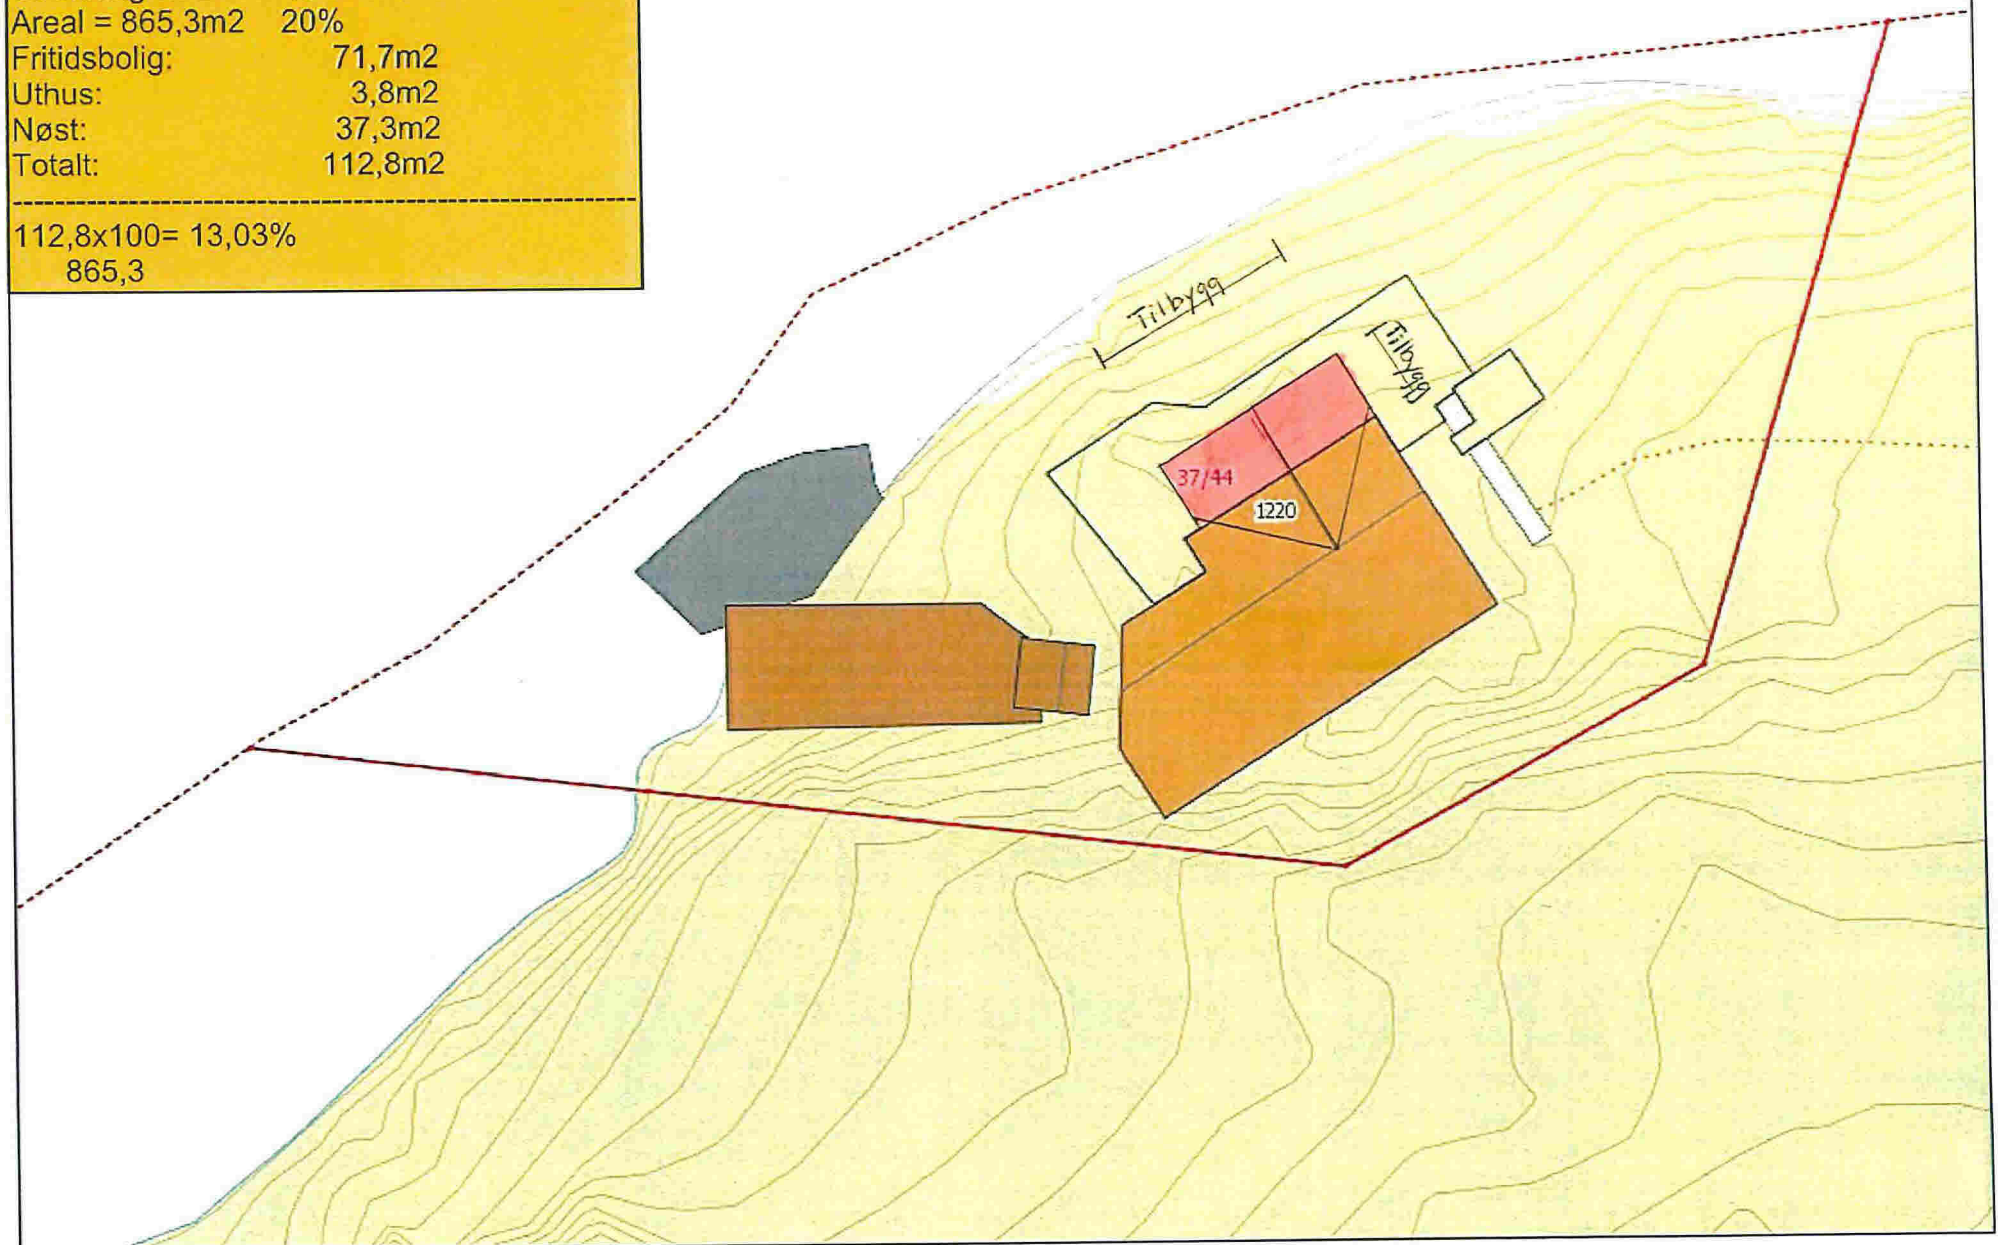 Areal = 865,3m2 20%
Fritidsbolig: 71,7m2
Uthus: 3,8m2
Nøst: 37,3m2
Totalt: 112,8m2
112,8x100= 13,03%
865,3
Tilbygg
Tilbygg
37/44
1220